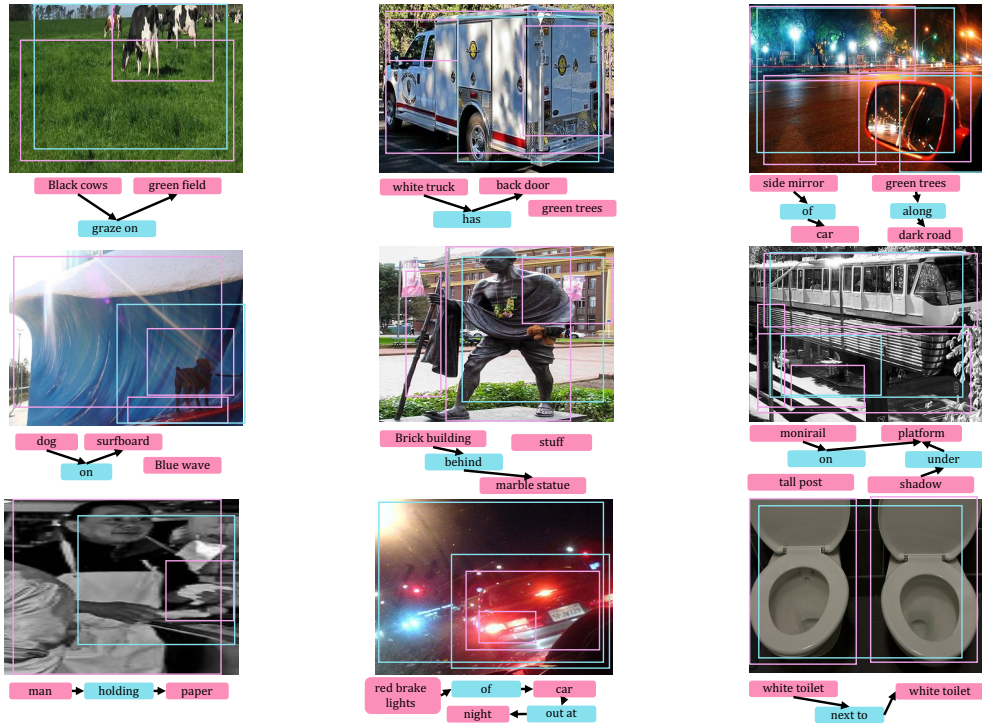 Black cows
green field
graze on
white truck
back door
has
green trees
side mirror
green trees
of
along
car
dark road
dog
surfboard
on
Blue wave
Brick building
stuff
behind
marble statue
monirail
platform
on
under
tall post
shadow
man
holding
paper
red brake
lights
of
car
night
out at
white toilet
white toilet
next to